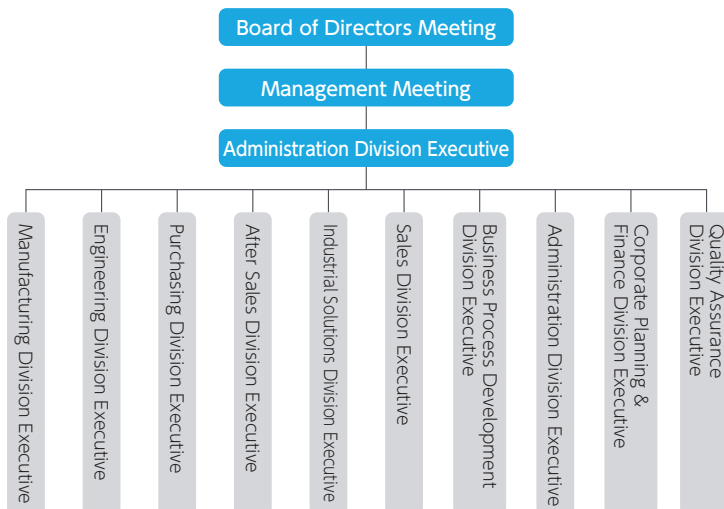 Board of Directors Meeting
Management Meeting
Administration Division Executive
Manufacturing Division Executive
Engineering Division Executive
Purchasing Division Executive
After Sales Division Executive
Industrial Solutions Division Executive
Sales Division Executive
Business Process Development
Division Executive
Administration Division Executive
Corporate Planning &
Finance Division Executive
Quality Assurance
Division Executive